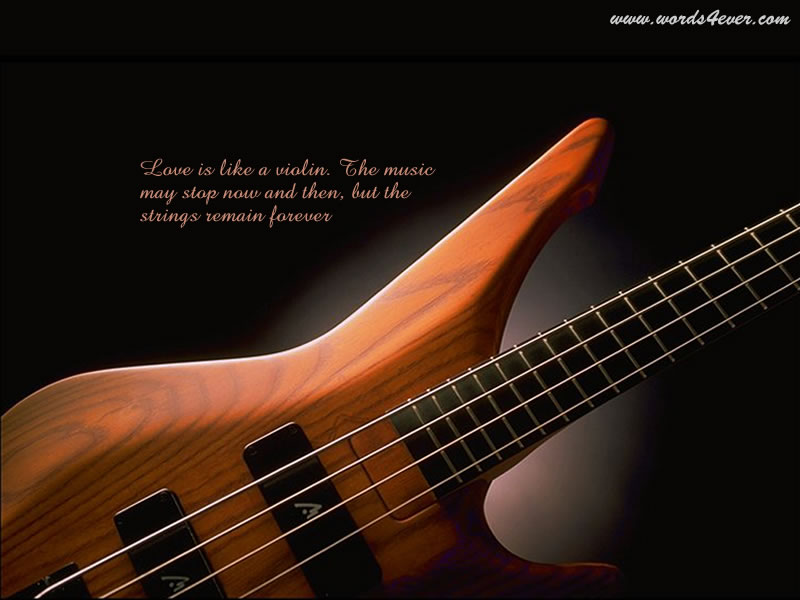 www.words4ever.com
Love is like a violin. The music
may stop now and then, but the
strings remain forever